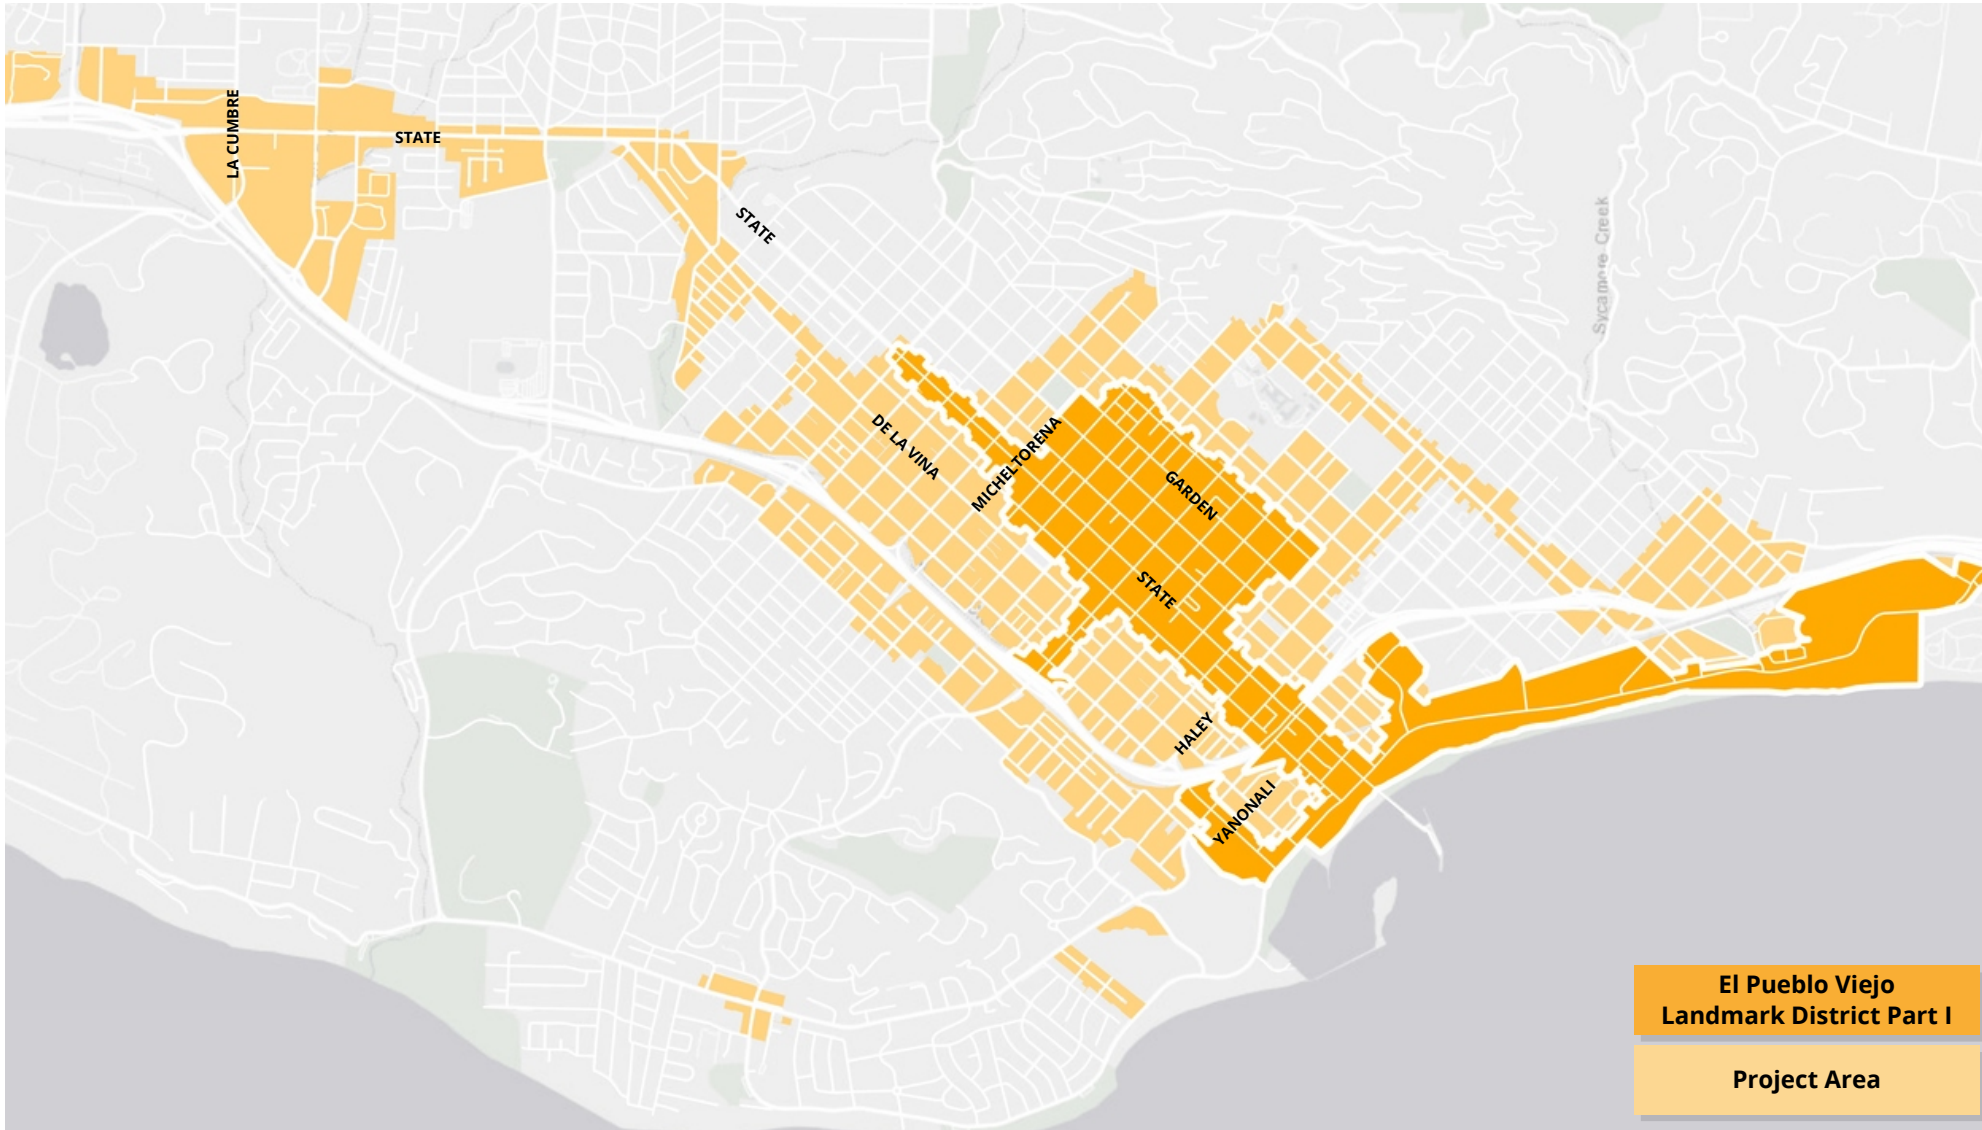 LA CUMBRE
STATE
STATE
Sycamore Creek
DE LA VINA
MICHELTORENA
GARDEN
STATE
HALEY
YANONALI
El Pueblo Viejo
Landmark District Part I
Project Area